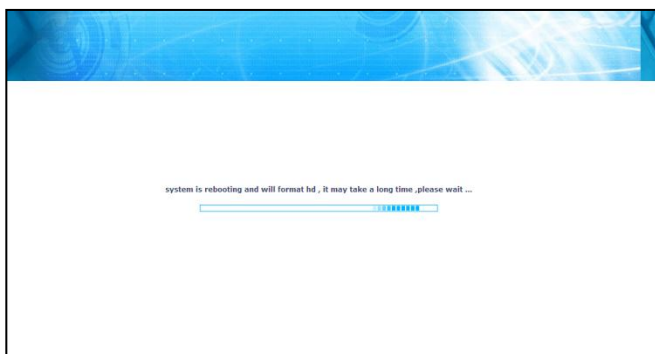 system is rebooting and will format hd , it may take a long time ,please wait ...